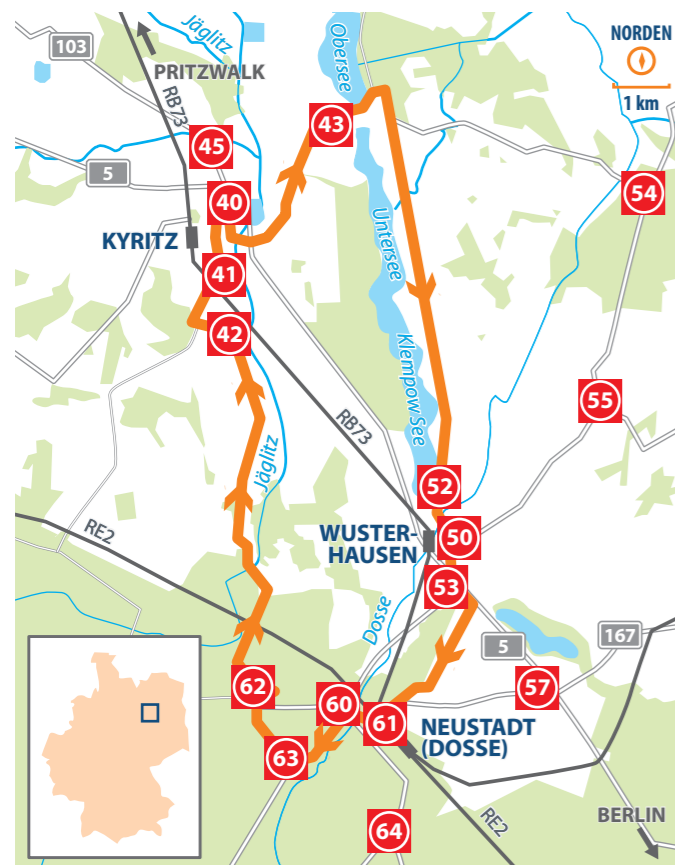 NORDEN
1 km
103
PRITZWALK
Jäglitz
Obersee
RB73
45
43
5
40
54
KYRITZ
Untersee
41
42
Klempow See
55
RB73
Jäglitz
52
RE2
WUSTER-
HAUSEN
50
53
Dosse
5
167
62
57
60
61
NEUSTADT
(DOSSE)
63
64
RE2
BERLIN